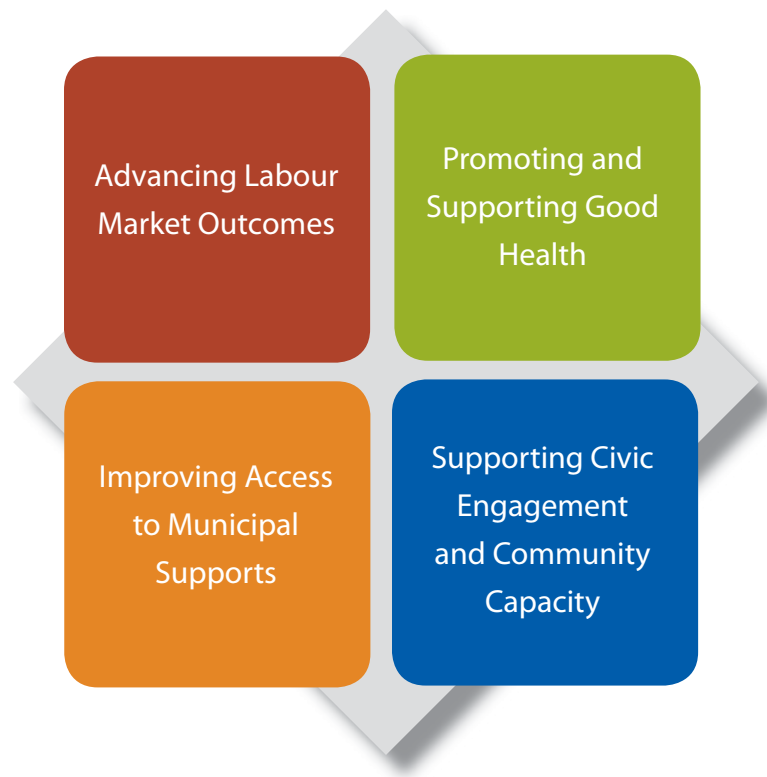 Advancing Labour
Market Outcomes
Promoting and
Supporting Good
Health
Improving Access
to Municipal
Supports
Supporting Civic
Engagement
and Community
Capacity